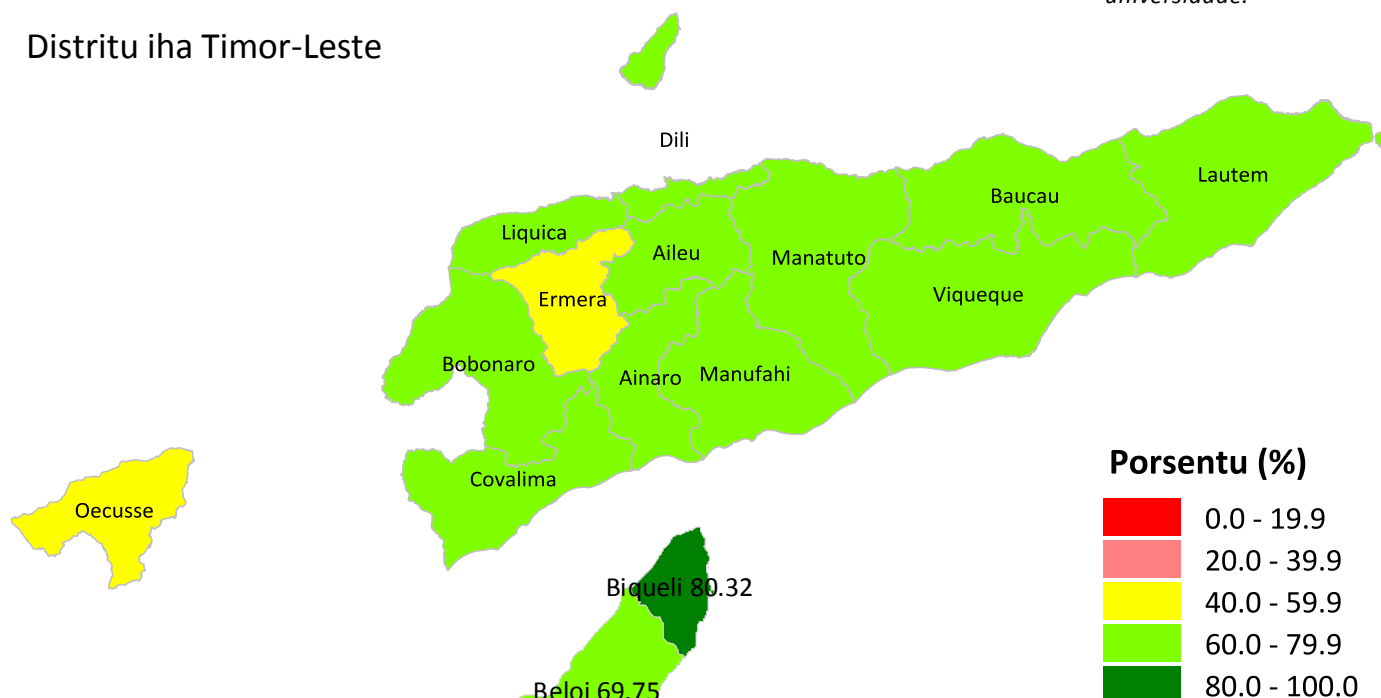 universidade.
Distritu iha Timor-Leste
Dili
Lautem
Baucau
Liquica
Aileu
Manatuto
Ermera
Viqueque
Bobonaro
Ainaro
Manufahi
Covalima
Oecusse
Porsentu (%)
0.0 - 19.9
20.0 - 39.9
40.0 - 59.9
60.0 - 79.9
80.0 - 100.0
Biqueli 80.32
Beloi 69.75